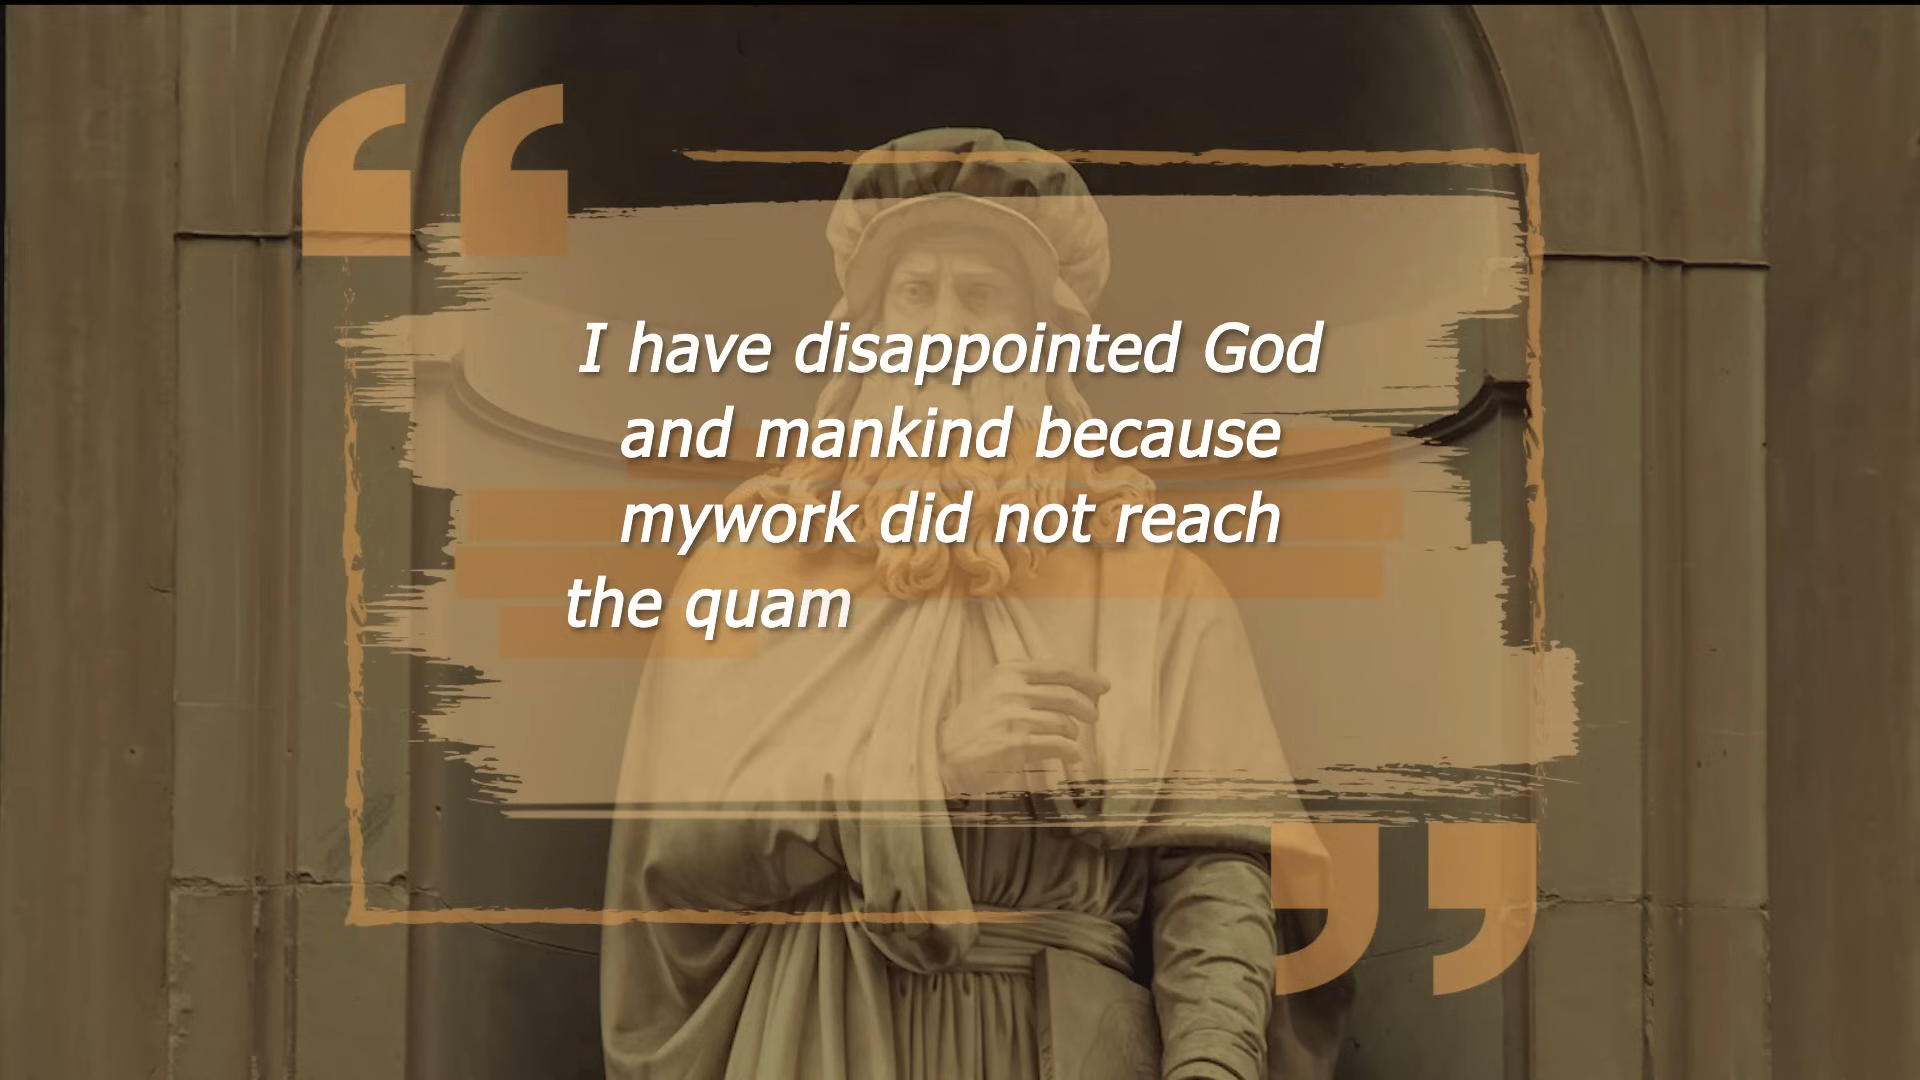 I have disappointed God
and mankind because
mywork did not reach
the quam